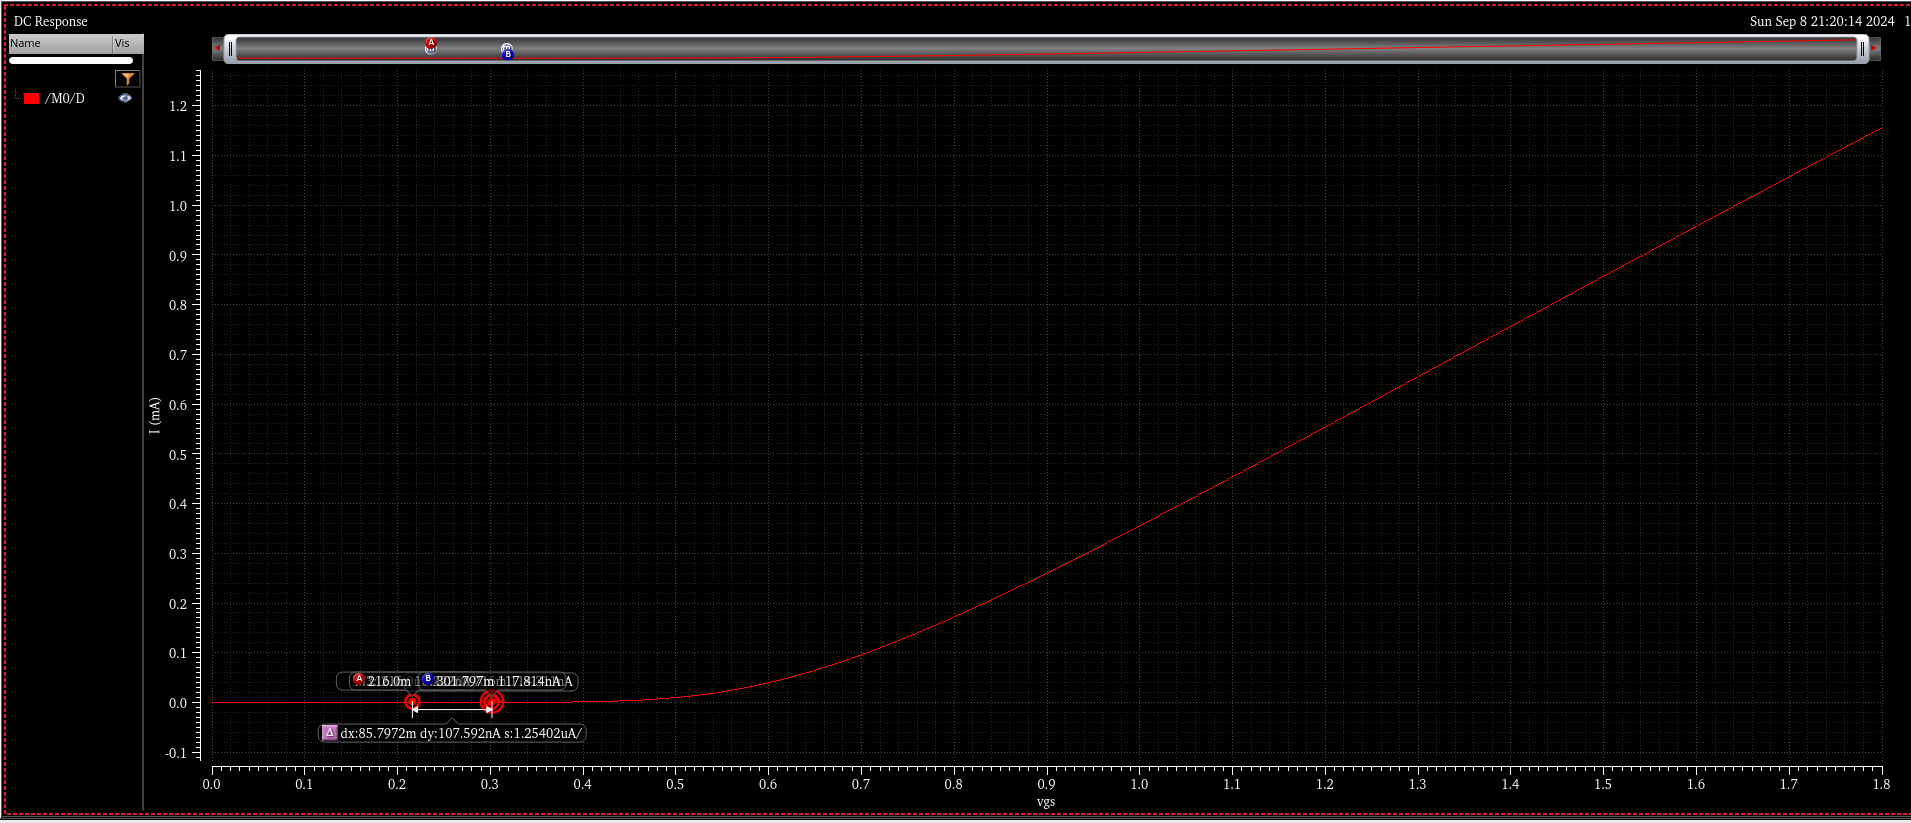 DC Response
Sun Sep 8 21:20:14 2024 1
Name Vis
A
B
/M0/D
1.2
1.1
1.0
0.9
0.8
0.7
0.6
0.5
0.4
0.3
0.2
0.1
0.0
-0.1
I (mA)
A 216.0m
B 301.797m 117.814nA A
Δ dx:85.7972m dy:107.592nA s:1.25402uA/
0.0 0.1 0.2 0.3 0.4 0.5 0.6 0.7 0.8 0.9 1.0 1.1 1.2 1.3 1.4 1.5 1.6 1.7 1.8
vgs